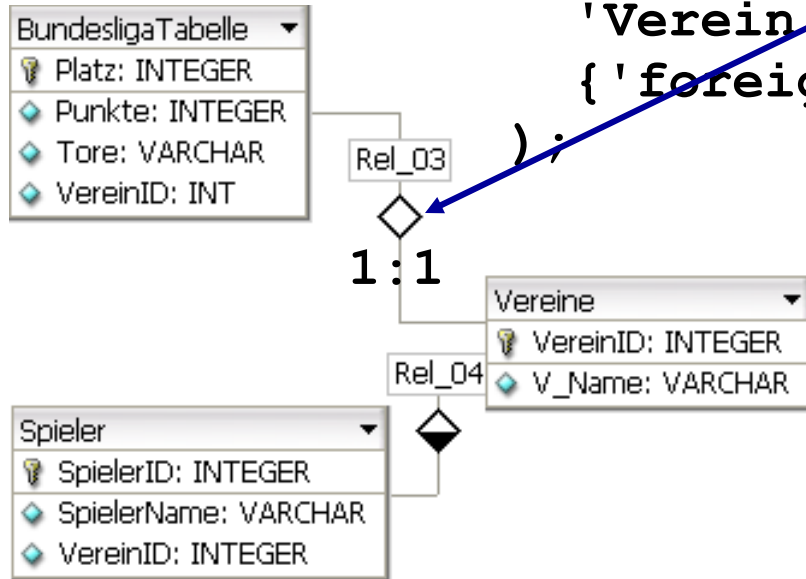 'Verein
{'foreig
);
BundesligaTabelle
Platz: INTEGER
Punkte: INTEGER
Tore: VARCHAR
VereinID: INT
Rel_03
1:1
Vereine
VereinID: INTEGER
V_Name: VARCHAR
Rel_04
Spieler
SpielerID: INTEGER
SpielerName: VARCHAR
VereinID: INTEGER